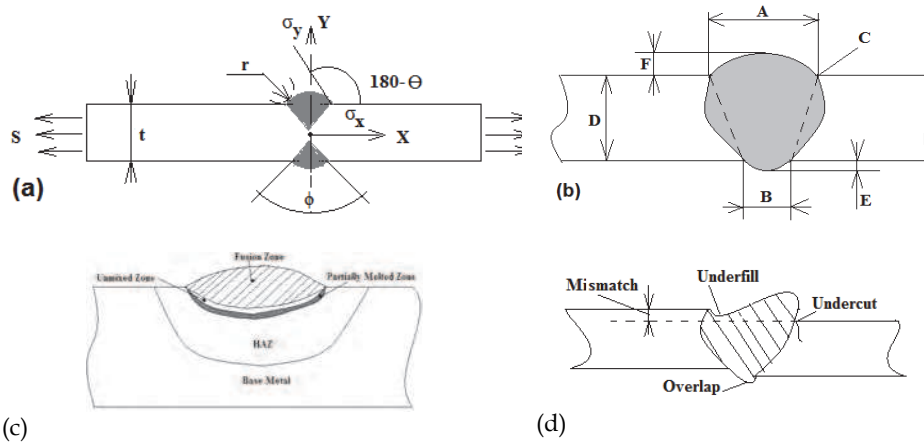 σy Y
r
180-Θ
S
t
σx
X
(a)
ϕ
A
F
C
D
(b)
B
E
Fusion Zone
Unmixed Zone
Partially Melted Zone
HAZ
Base Metal
(c)
Mismatch
Underfill
Undercut
Overlap
(d)